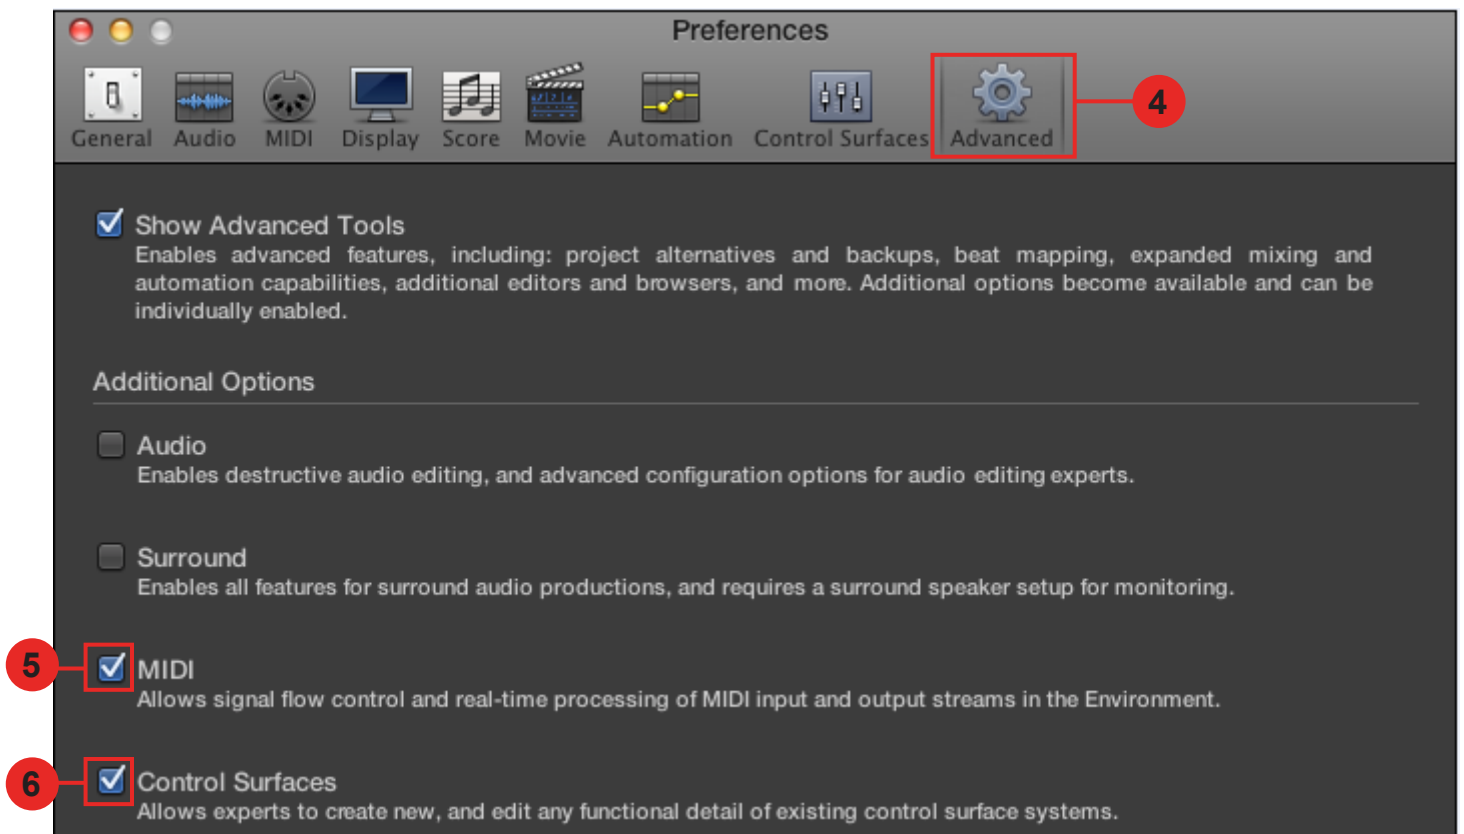 Preferences
General Audio MIDI Display Score Movie Automation Control Surfaces Advanced
4
Show Advanced Tools
Enables advanced features, including: project alternatives and backups, beat mapping, expanded mixing and
automation capabilities, additional editors and browsers, and more. Additional options become available and can be
individually enabled.
Additional Options
Audio
Enables destructive audio editing, and advanced configuration options for audio editing experts.
Surround
Enables all features for surround audio productions, and requires a surround speaker setup for monitoring.
5
MIDI
Allows signal flow control and real-time processing of MIDI input and output streams in the Environment.
6
Control Surfaces
Allows experts to create new, and edit any functional detail of existing control surface systems.